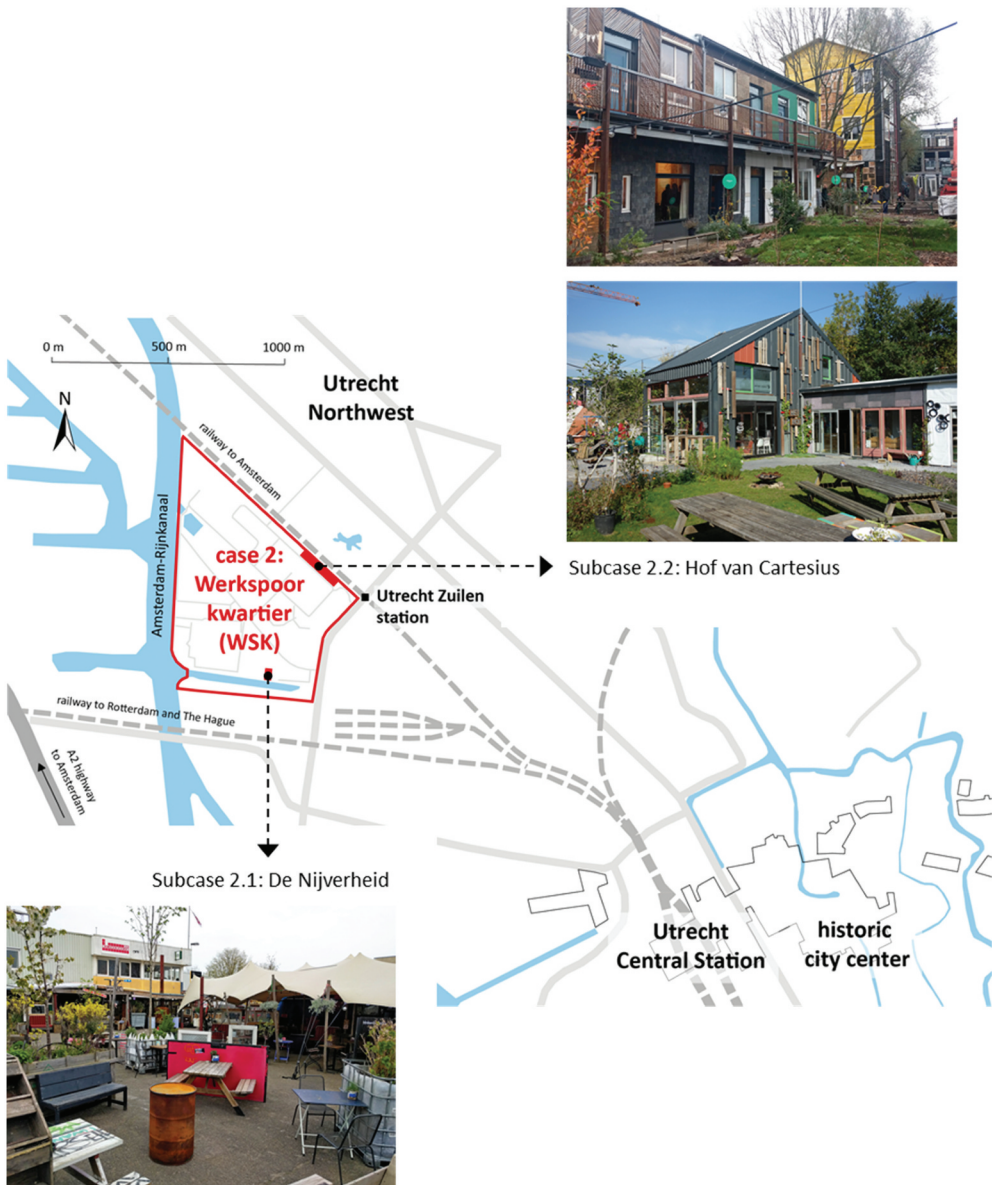 0 m
500 m
1000 m
N
Utrecht
Northwest
railway to Amsterdam
Amsterdam-Rijnkanaal
case 2:
Werkspoor
kwartier
(WSK)
Utrecht Zuilen
station
Subcase 2.2: Hof van Cartesius
railway to Rotterdam and The Hague
A2 highway
to Amsterdam
Subcase 2.1: De Nijverheid
Utrecht
Central Station
historic
city center